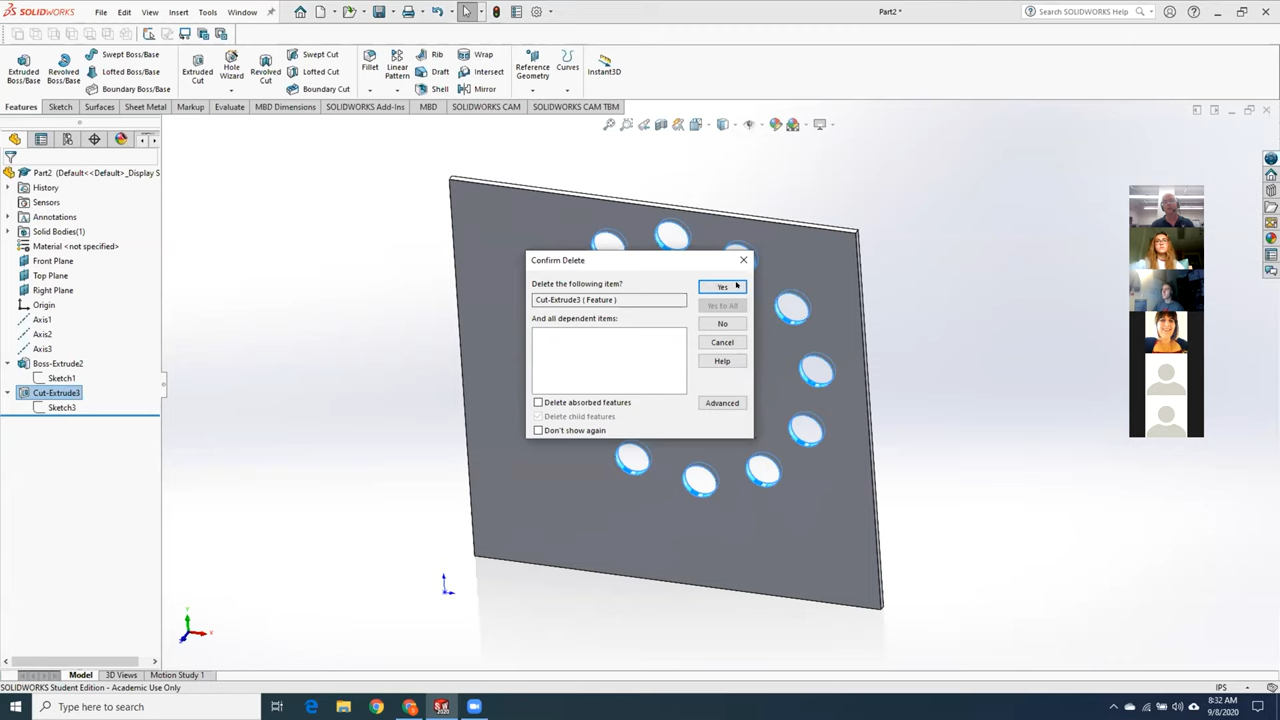 SOLIDWORKS File Edit View Insert Tools Window Part2 * Search SOLIDWORKS Help
Extruded Boss/Base
Revolved Boss/Base
Swept Boss/Base
Lofted Boss/Base
Boundary Boss/Base
Extruded Cut
Hole Wizard
Revolved Cut
Swept Cut
Lofted Cut
Boundary Cut
Fillet
Linear Pattern
Rib
Draft
Shell
Wrap
Intersect
Mirror
Reference Geometry
Curves
Instant3D
Features Sketch Surfaces Sheet Metal Markup Evaluate MBD Dimensions SOLIDWORKS Add-Ins MBD SOLIDWORKS CAM SOLIDWORKS CAM TBM
Part2 (Default<<Default>_Display S
History
Sensors
Annotations
Solid Bodies(1)
Material <not specified>
Front Plane
Top Plane
Right Plane
Origin
Axis1
Axis2
Axis3
Boss-Extrude2
Sketch1
Cut-Extrude3
Sketch3
Confirm Delete
Delete the following item?
Cut-Extrude3 ( Feature )
And all dependent items:
Delete absorbed features
Delete child features
Don't show again
Yes
Yes to All
No
Cancel
Help
Advanced
Y
X
Model 3D Views Motion Study 1
SOLIDWORKS Student Edition - Academic Use Only IPS
Type here to search
SW
2020
8:32 AM
9/8/2020